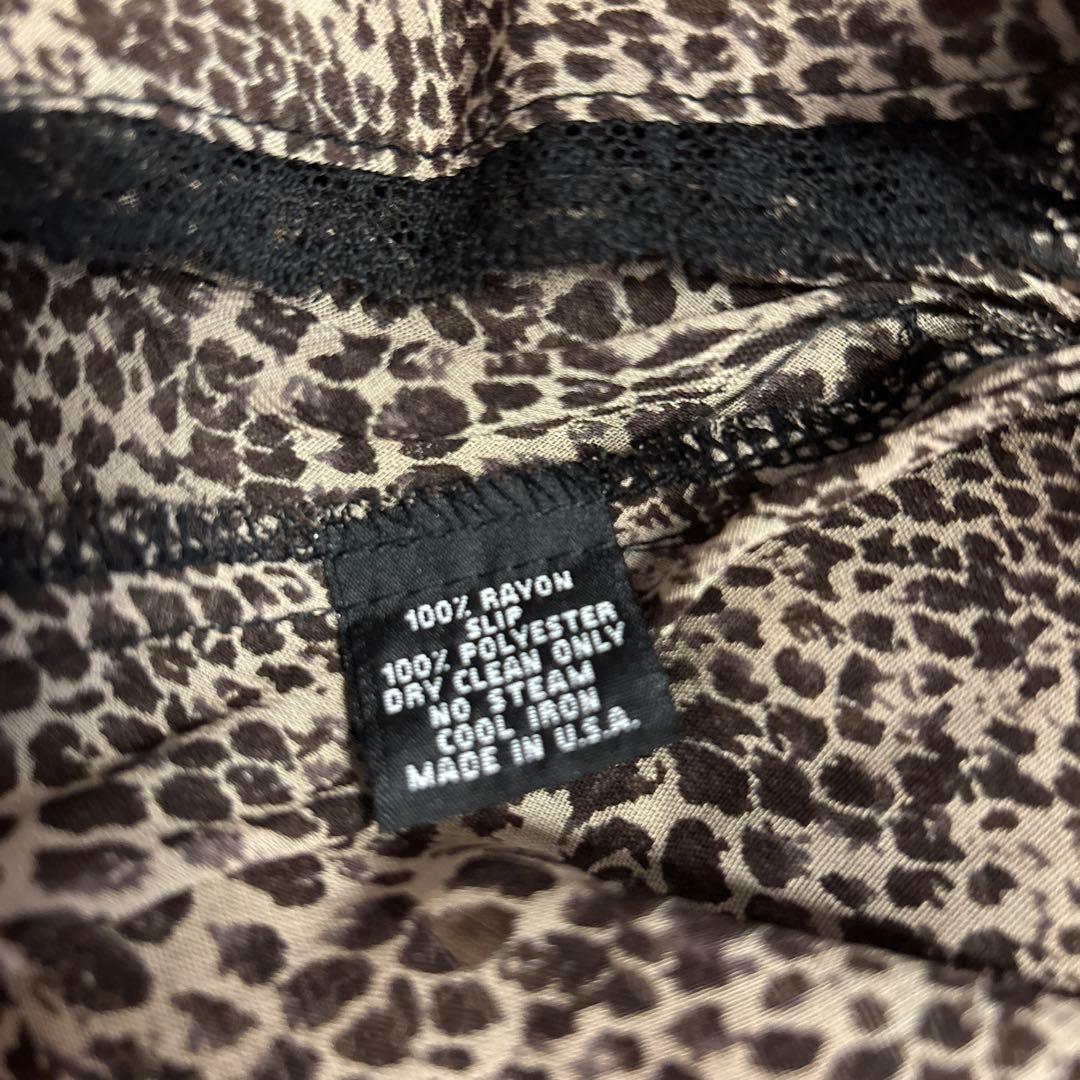 100% RAYON
SLIP
100% POLYESTER
DRY CLEAN ONLY
NO STEAM
COOL IRON
MADE IN U.S.A.